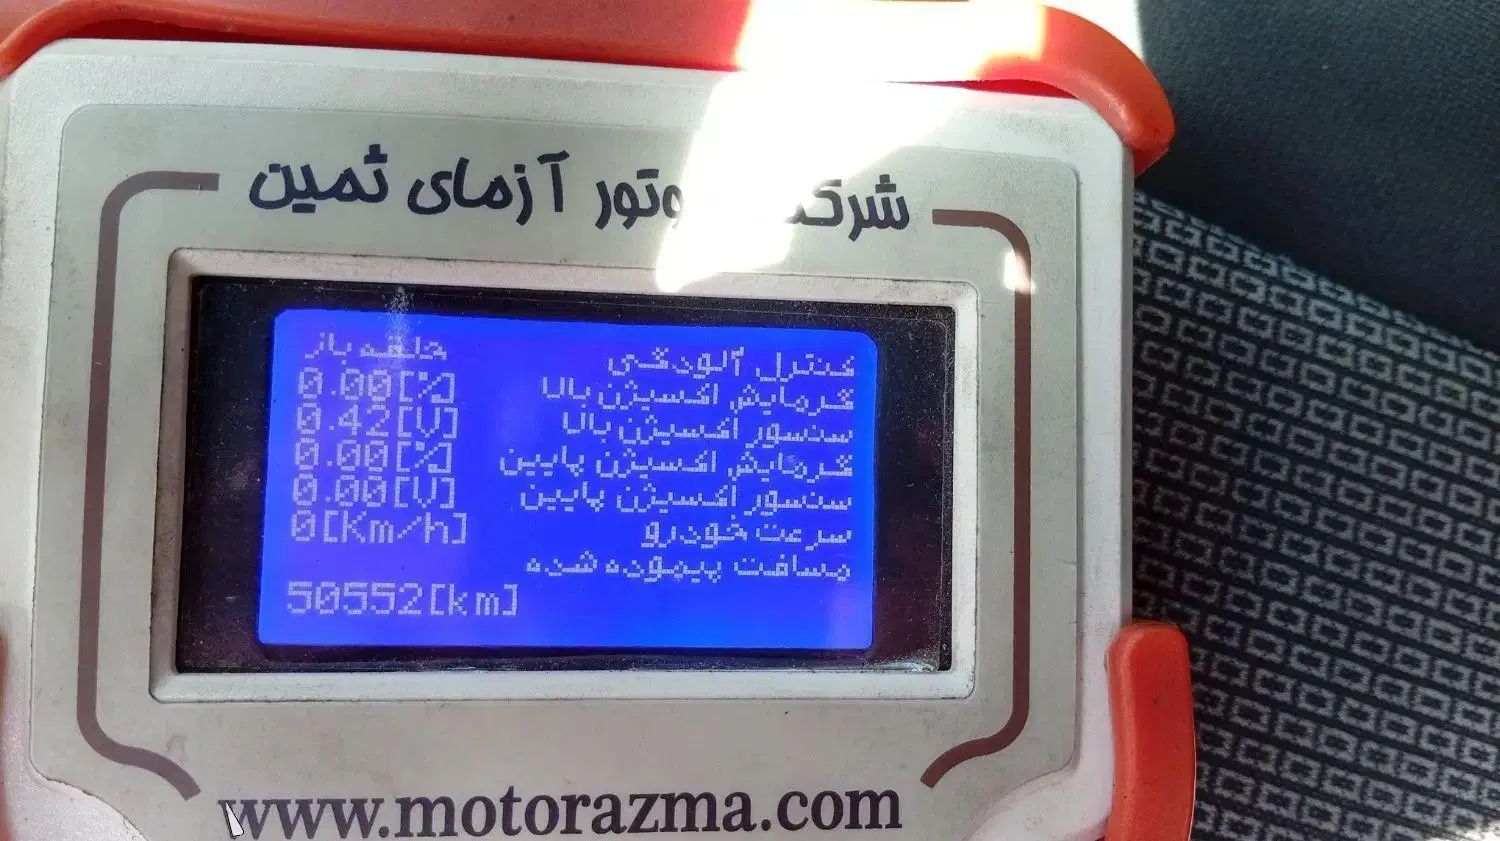 شرکت موتور آزمای ثمین
کنترل آلودگی حلقه باز
گرمایش اکسیژن بالا 0.00[%]
سنسور اکسیژن بالا 0.42[V]
گرمایش اکسیژن پایین 0.00[%]
سنسور اکسیژن پایین 0.00[V]
سرعت خودرو 0[Km/h]
مسافت پیموده شده
50552[km]
www.motorazma.com